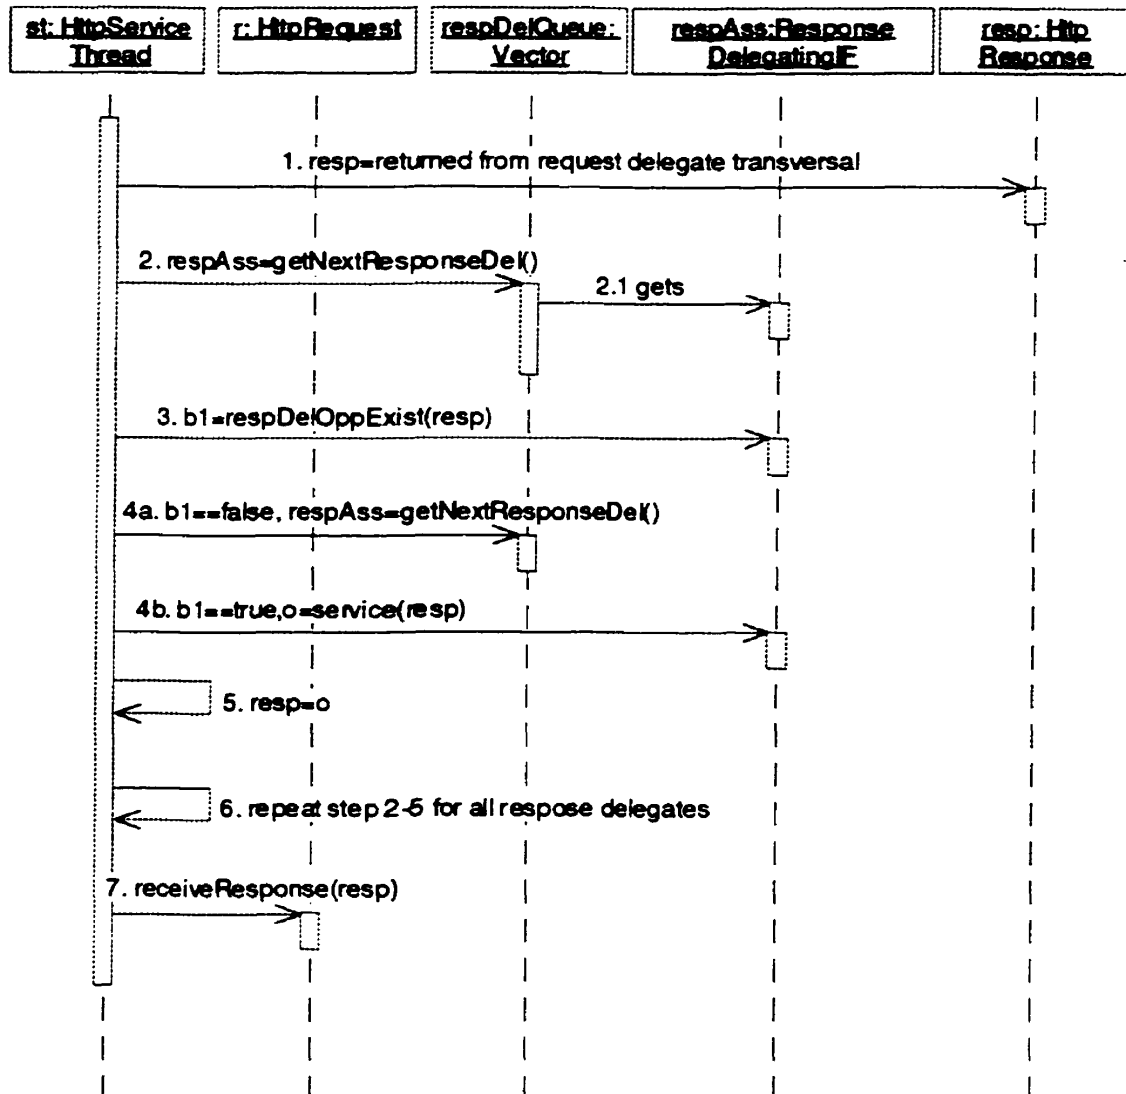 st: HttpService
Thread
r: HttpRequest
respDelQueue:
Vector
respAss:Response
DelegatingIF
resp: Http
Response
1. resp=returned from request delegate transversal
2. respAss=getNextResponseDel()
2.1 gets
3. b1=respDelOppExist(resp)
4a. b1==false, respAss=getNextResponseDel()
4b. b1==true,o=service(resp)
5. resp=o
6. repeat step 2-5 for all respose delegates
7. receiveResponse(resp)